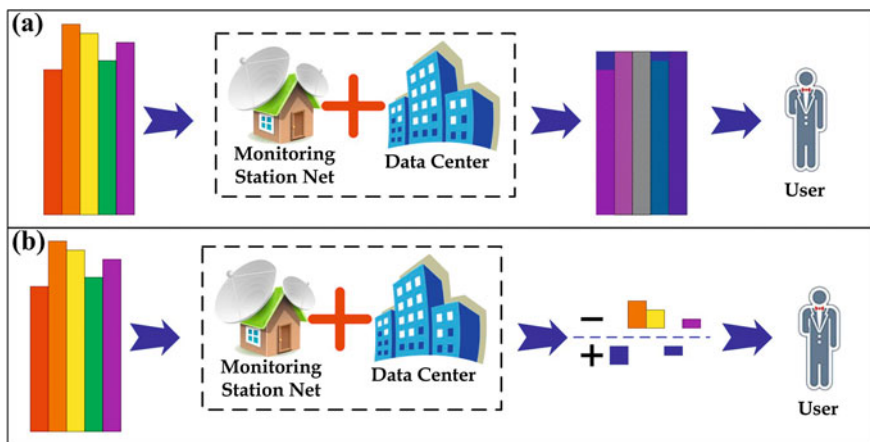 (a)
Monitoring
Station Net
Data Center
User
(b)
Monitoring
Station Net
Data Center
User